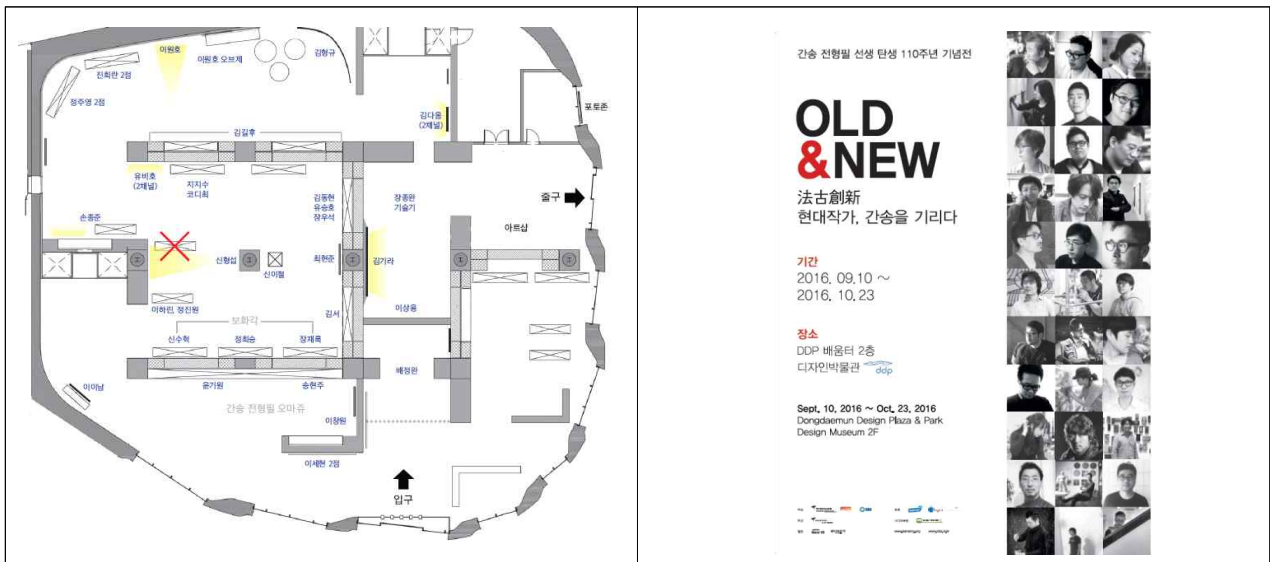 이원호
이원호 오브제
김형규
진희란 2점
정주영 2점
포토존
김다움
(2채널)
김길후
유비호
(2채널)
지지수
코디최
김동현
유승호
장우석
장종완
기슬기
출구
손종준
아트샵
신형섭
신이철
최현준
김기라
이하린, 정진원
김서
이상용
보화각
신수혁
정희승
장재록
배정완
이이남
윤기원
송현주
간송 전형필 오마쥬
이창원
이세현 2점
입구
간송 전형필 선생 탄생 110주년 기념전
OLD
&NEW
法古創新
현대작가, 간송을 기리다
기간
2016. 09.10 ~
2016. 10.23
장소
DDP 배움터 2층
디자인박물관 ddp
Sept. 10, 2016 ~ Oct. 23, 2016
Dongdaemun Design Plaza & Park
Design Museum 2F